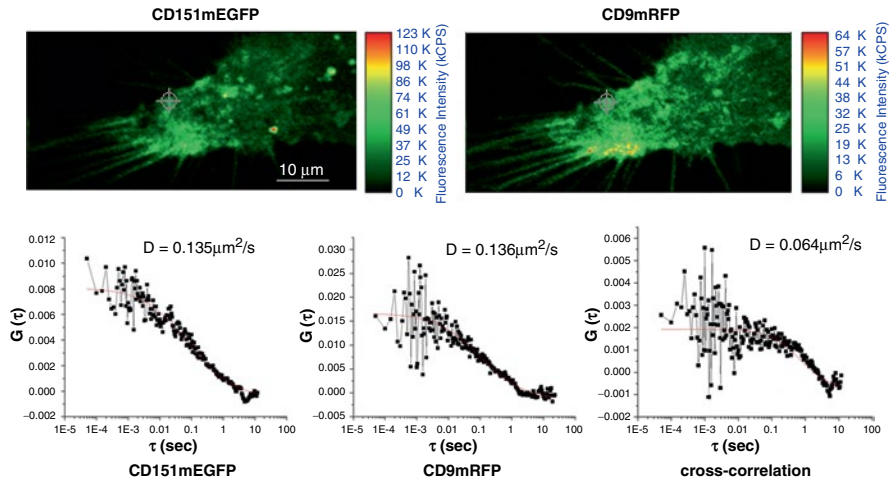 CD151mEGFP
CD9mRFP
123 K
110 K
98 K
86 K
74 K
61 K
49 K
37 K
25 K
12 K
0 K
Fluorescence Intensity (kCPS)
10 μm
64 K
57 K
51 K
44 K
38 K
32 K
25 K
19 K
13 K
6 K
0 K
Fluorescence Intensity (kCPS)
D = 0.135μm²/s
0.012
0.010
0.008
0.006
0.004
0.002
0.000
−0.002
G (τ)
1E-5 1E-4 1E-3 0.01 0.1 1 10 100
τ (sec)
CD151mEGFP
D = 0.136μm²/s
0.030
0.025
0.020
0.015
0.010
0.005
0.000
−0.005
G (τ)
1E-5 1E-4 1E-3 0.01 0.1 1 10 100
τ (sec)
CD9mRFP
D = 0.064μm²/s
0.006
0.005
0.004
0.003
0.002
0.001
0.000
−0.001
−0.002
G (τ)
1E-5 1E-4 1E-3 0.01 0.1 1 10 100
τ (sec)
cross-correlation